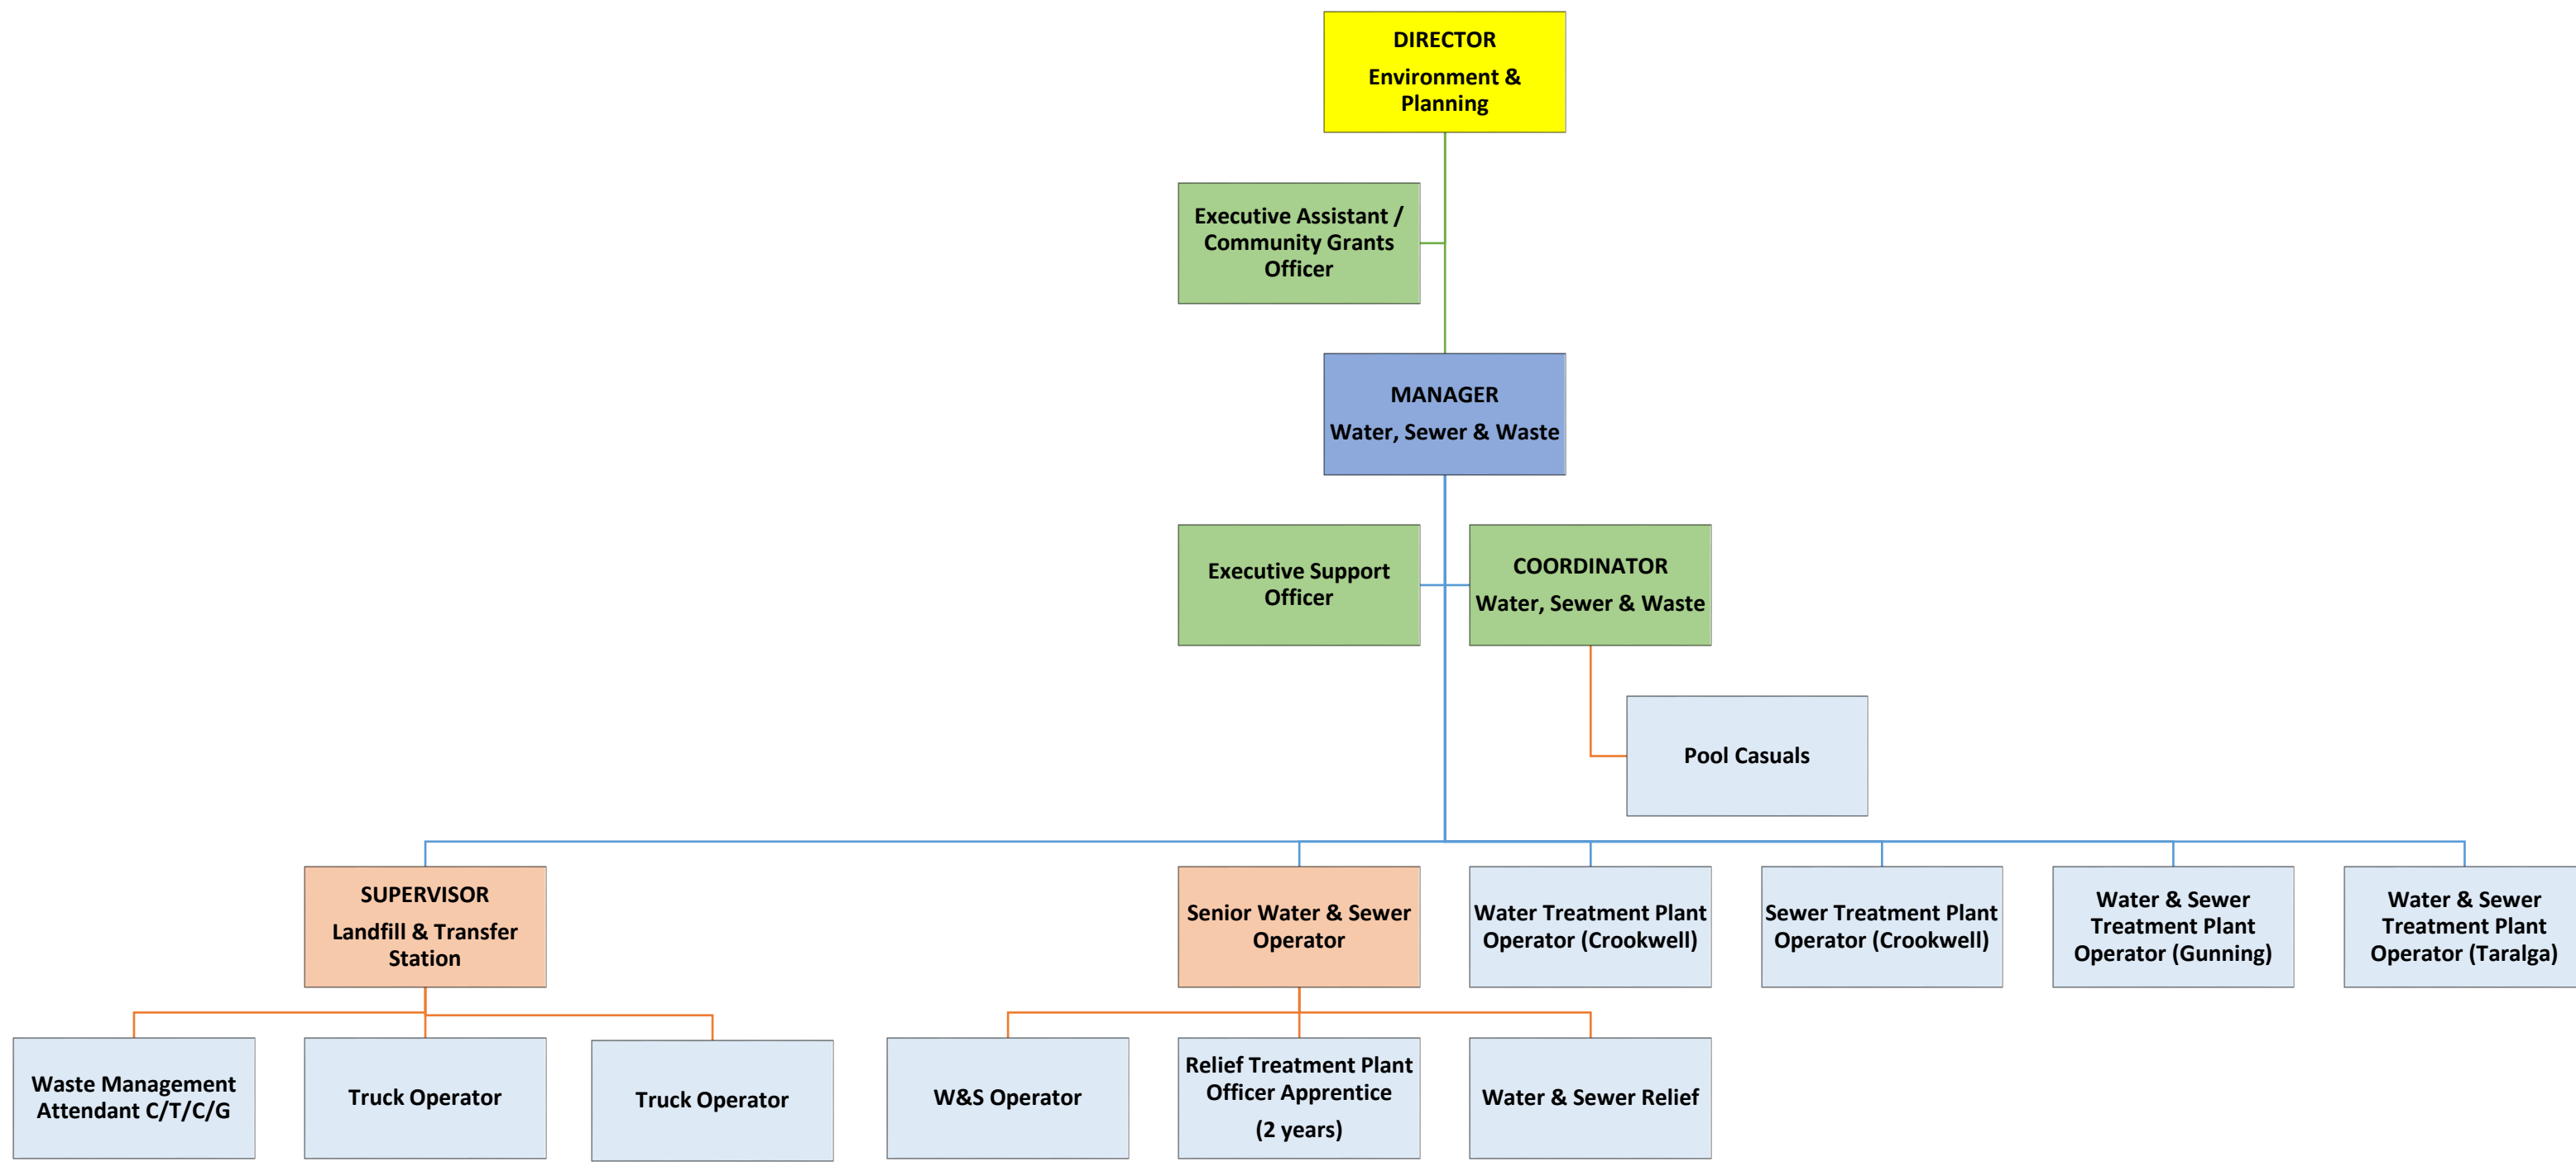 DIRECTOR
Environment &
Planning
Executive Assistant /
Community Grants
Officer
MANAGER
Water, Sewer & Waste
Executive Support
Officer
COORDINATOR
Water, Sewer & Waste
Pool Casuals
SUPERVISOR
Landfill & Transfer
Station
Senior Water & Sewer
Operator
Water Treatment Plant
Operator (Crookwell)
Sewer Treatment Plant
Operator (Crookwell)
Water & Sewer
Treatment Plant
Operator (Gunning)
Water & Sewer
Treatment Plant
Operator (Taralga)
Waste Management
Attendant C/T/C/G
Truck Operator
Truck Operator
W&S Operator
Relief Treatment Plant
Officer Apprentice
(2 years)
Water & Sewer Relief